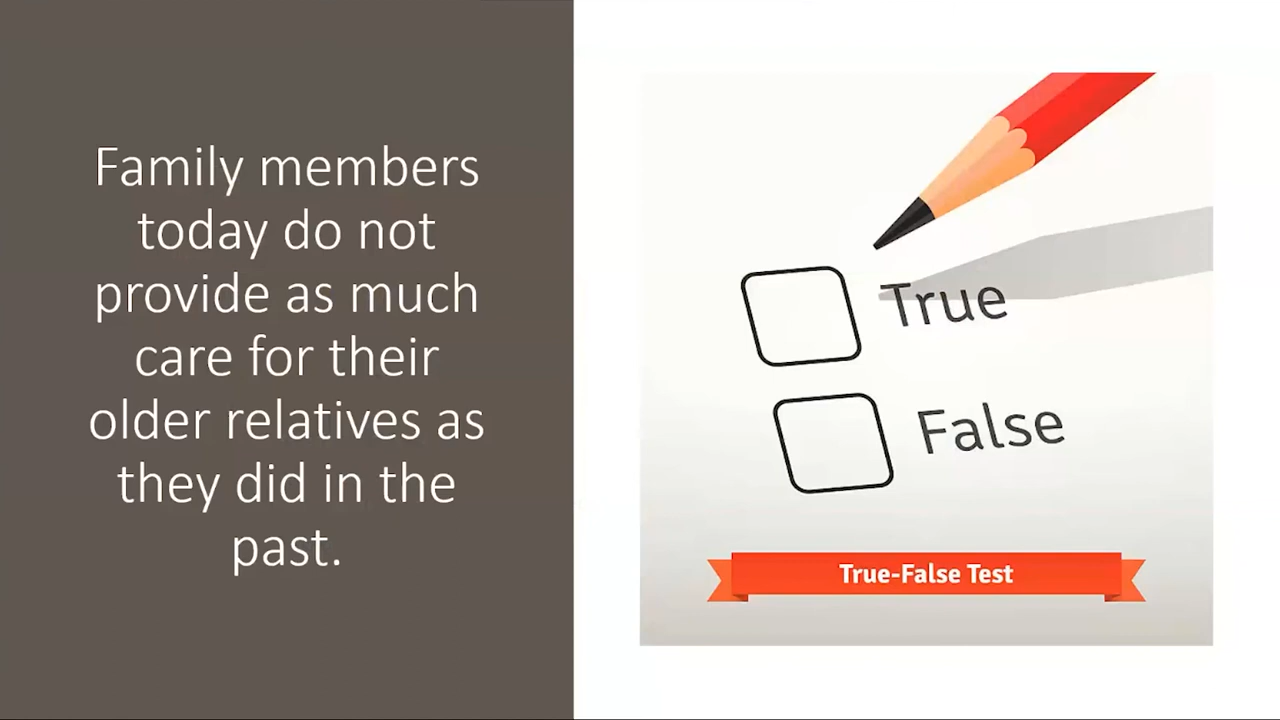 Family members
today do not
provide as much
care for their
older relatives as
they did in the
past.
True
False
True-False Test